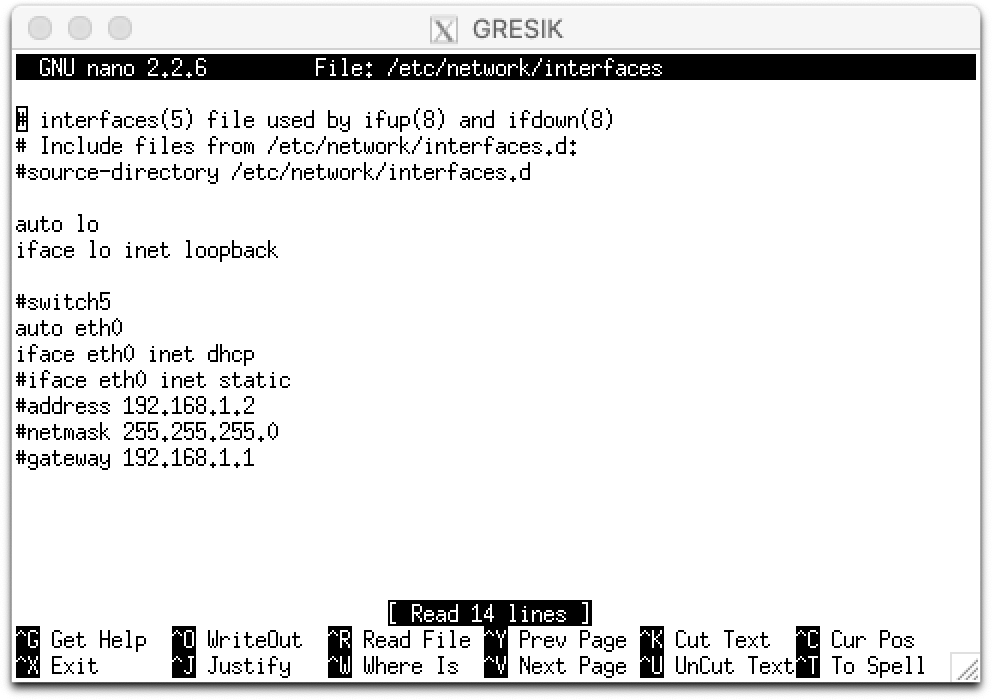 GRESIK
GNU nano 2.2.6 File: /etc/network/interfaces
# interfaces(5) file used by ifup(8) and ifdown(8)
# Include files from /etc/network/interfaces.d:
#source-directory /etc/network/interfaces.d
auto lo
iface lo inet loopback
#switch5
auto eth0
iface eth0 inet dhcp
#iface eth0 inet static
#address 192.168.1.2
#netmask 255.255.255.0
#gateway 192.168.1.1
[ Read 14 lines ]
^G Get Help ^O WriteOut ^R Read File ^Y Prev Page ^K Cut Text ^C Cur Pos
^X Exit ^J Justify ^W Where Is ^V Next Page ^U UnCut Text ^T To Spell